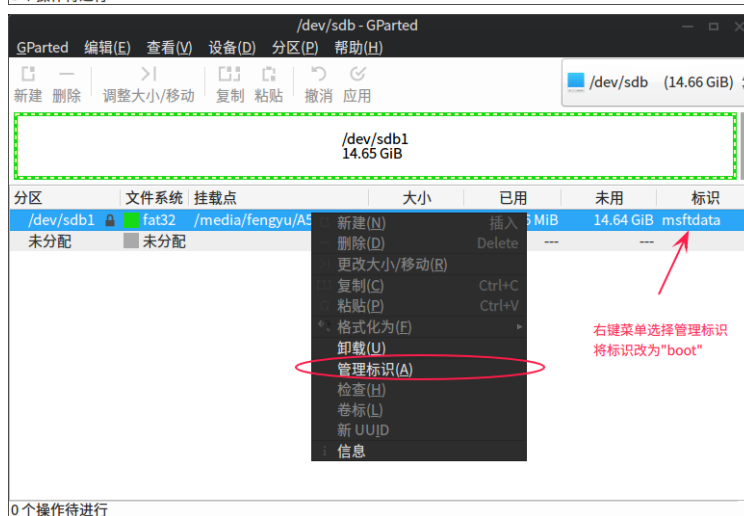 /dev/sdb - GParted
GParted 编辑(E) 查看(V) 设备(D) 分区(P) 帮助(H)
新建 删除 调整大小/移动 复制 粘贴 撤消 应用
/dev/sdb (14.66 GiB)
/dev/sdb1
14.65 GiB
分区 文件系统 挂载点 大小 已用 未用 标识
/dev/sdb1 fat32 /media/fengyu/A5 MiB 14.64 GiB msftdata
未分配 未分配 --- ---
新建(N) 插入
删除(D) Delete
更改大小/移动(R)
复制(C) Ctrl+C
粘贴(P) Ctrl+V
格式化为(F)
卸载(U)
管理标识(A)
检查(H)
卷标(L)
新 UUID
信息
右键菜单选择管理标识
将标识改为"boot"
0个操作待进行